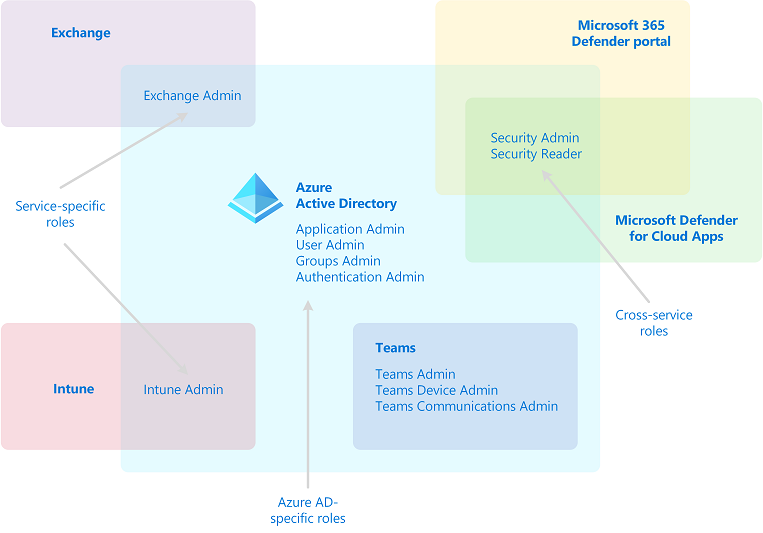 Exchange
Exchange Admin
Microsoft 365
Defender portal
Security Admin
Security Reader
Microsoft Defender
for Cloud Apps
Service-specific
roles
Azure
Active Directory
Application Admin
User Admin
Groups Admin
Authentication Admin
Cross-service
roles
Intune
Intune Admin
Teams
Teams Admin
Teams Device Admin
Teams Communications Admin
Azure AD-
specific roles